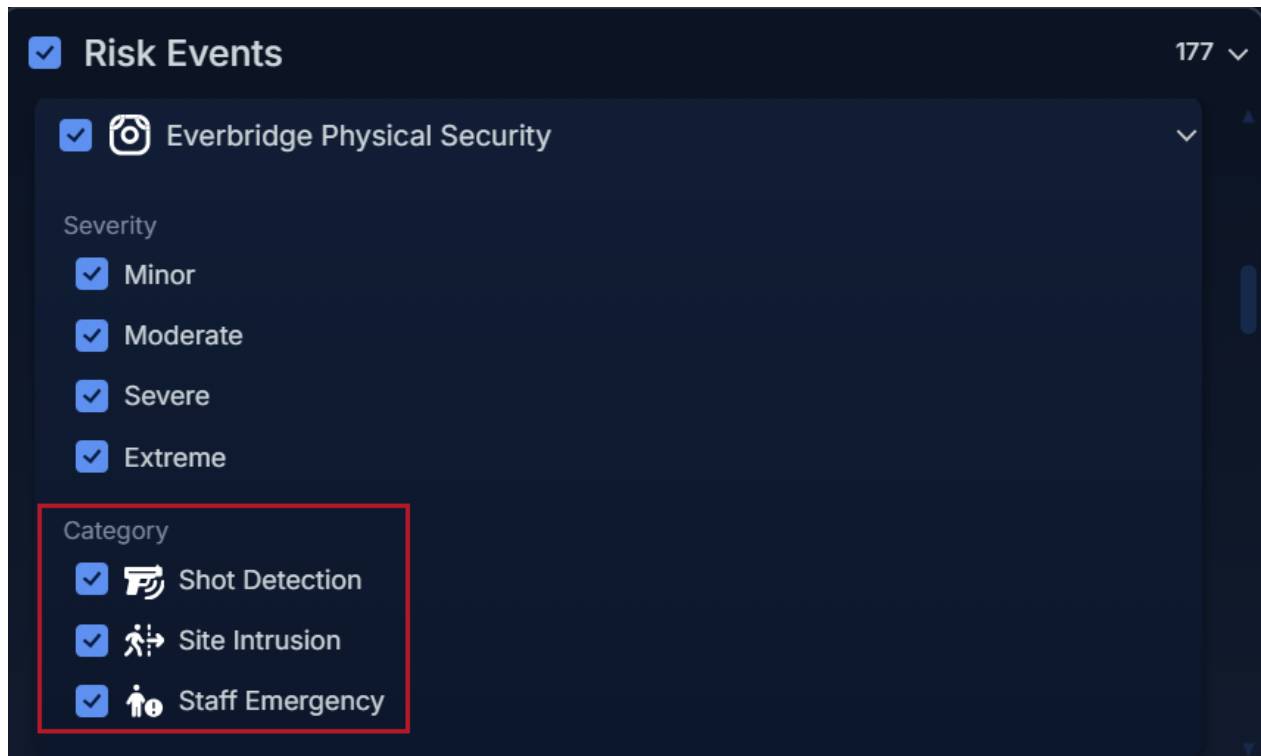 Risk Events 177
Everbridge Physical Security
Severity
Minor
Moderate
Severe
Extreme
Category
Shot Detection
Site Intrusion
Staff Emergency